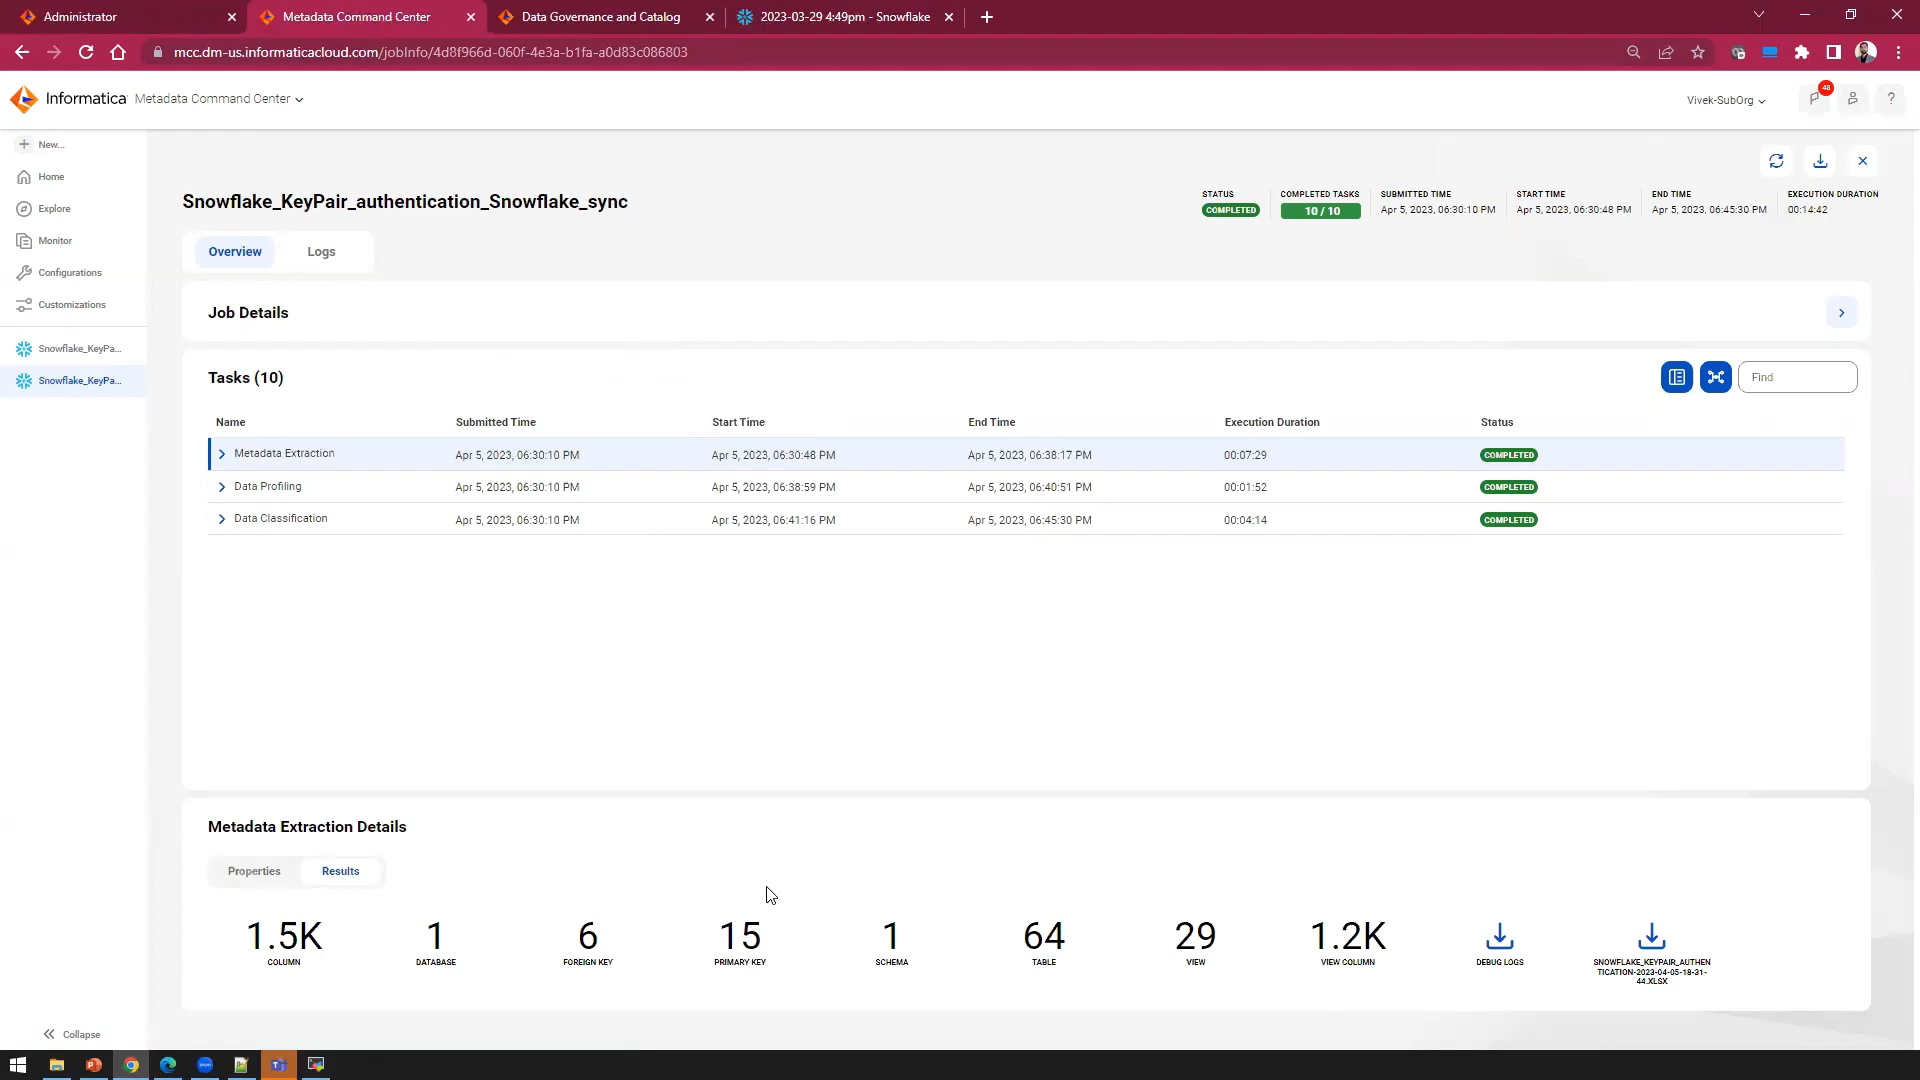 Administrator
Metadata Command Center
Data Governance and Catalog
2023-03-29 4:49pm - Snowflake
mcc.dm-us.informaticacloud.com/jobInfo/4d8f966d-060f-4e3a-b1fa-a0d83c086803
Informatica Metadata Command Center
Vivek-SubOrg
48
?
New...
Home
Explore
Monitor
Configurations
Customizations
Snowflake_KeyPa...
Snowflake_KeyPa...
Collapse
Snowflake_KeyPair_authentication_Snowflake_sync
STATUS COMPLETED TASKS SUBMITTED TIME START TIME END TIME EXECUTION DURATION
COMPLETED 10 / 10 Apr 5, 2023, 06:30:10 PM Apr 5, 2023, 06:30:48 PM Apr 5, 2023, 06:45:30 PM 00:14:42
Overview Logs
Job Details
Tasks (10)
Find
Name Submitted Time Start Time End Time Execution Duration Status
Metadata Extraction Apr 5, 2023, 06:30:10 PM Apr 5, 2023, 06:30:48 PM Apr 5, 2023, 06:38:17 PM 00:07:29 COMPLETED
Data Profiling Apr 5, 2023, 06:30:10 PM Apr 5, 2023, 06:38:59 PM Apr 5, 2023, 06:40:51 PM 00:01:52 COMPLETED
Data Classification Apr 5, 2023, 06:30:10 PM Apr 5, 2023, 06:41:16 PM Apr 5, 2023, 06:45:30 PM 00:04:14 COMPLETED
Metadata Extraction Details
Properties Results
1.5K 1 6 15 1 64 29 1.2K
COLUMN DATABASE FOREIGN KEY PRIMARY KEY SCHEMA TABLE VIEW VIEW COLUMN DEBUG LOGS SNOWFLAKE_KEYPAIR_AUTHEN
TICATION-2023-04-05-18-31-
44.XLSX